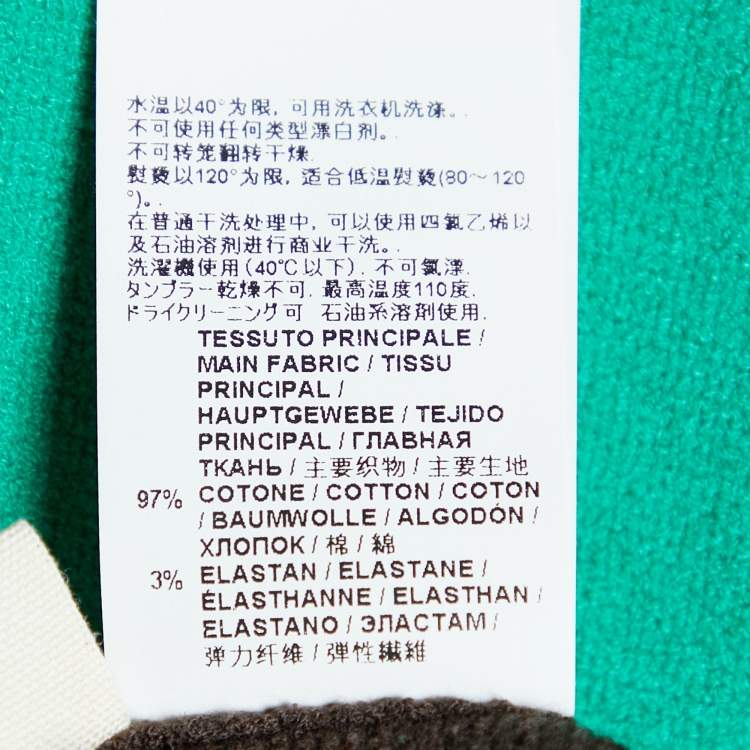 水温以40°为限, 可用洗衣机洗涤。.
不可使用任何类型漂白剂。.
不可转笼翻转干燥.
熨烫以120°为限, 适合低温熨烫(80～120
°)。.
在普通干洗处理中, 可以使用四氯乙烯以
及石油溶剂进行商业干洗。.
洗濯機使用(40°C以下). 不可氯漂.
タンブラー乾燥不可. 最高温度110度.
ドライクリーニング可 石油系溶剤使用.
TESSUTO PRINCIPALE /
MAIN FABRIC / TISSU
PRINCIPAL /
HAUPTGEWEBE / TEJIDO
PRINCIPAL / ГЛАВНАЯ
ТКАНЬ / 主要织物 / 主要生地
97% COTONE / COTTON / COTON
/ BAUMWOLLE / ALGODÓN /
ХЛОПОК / 棉 / 綿
3% ELASTAN / ELASTANE /
ÉLASTHANNE / ELASTHAN /
ELASTANO / ЭЛАСТАМ /
弹力纤维 / 弾性繊維